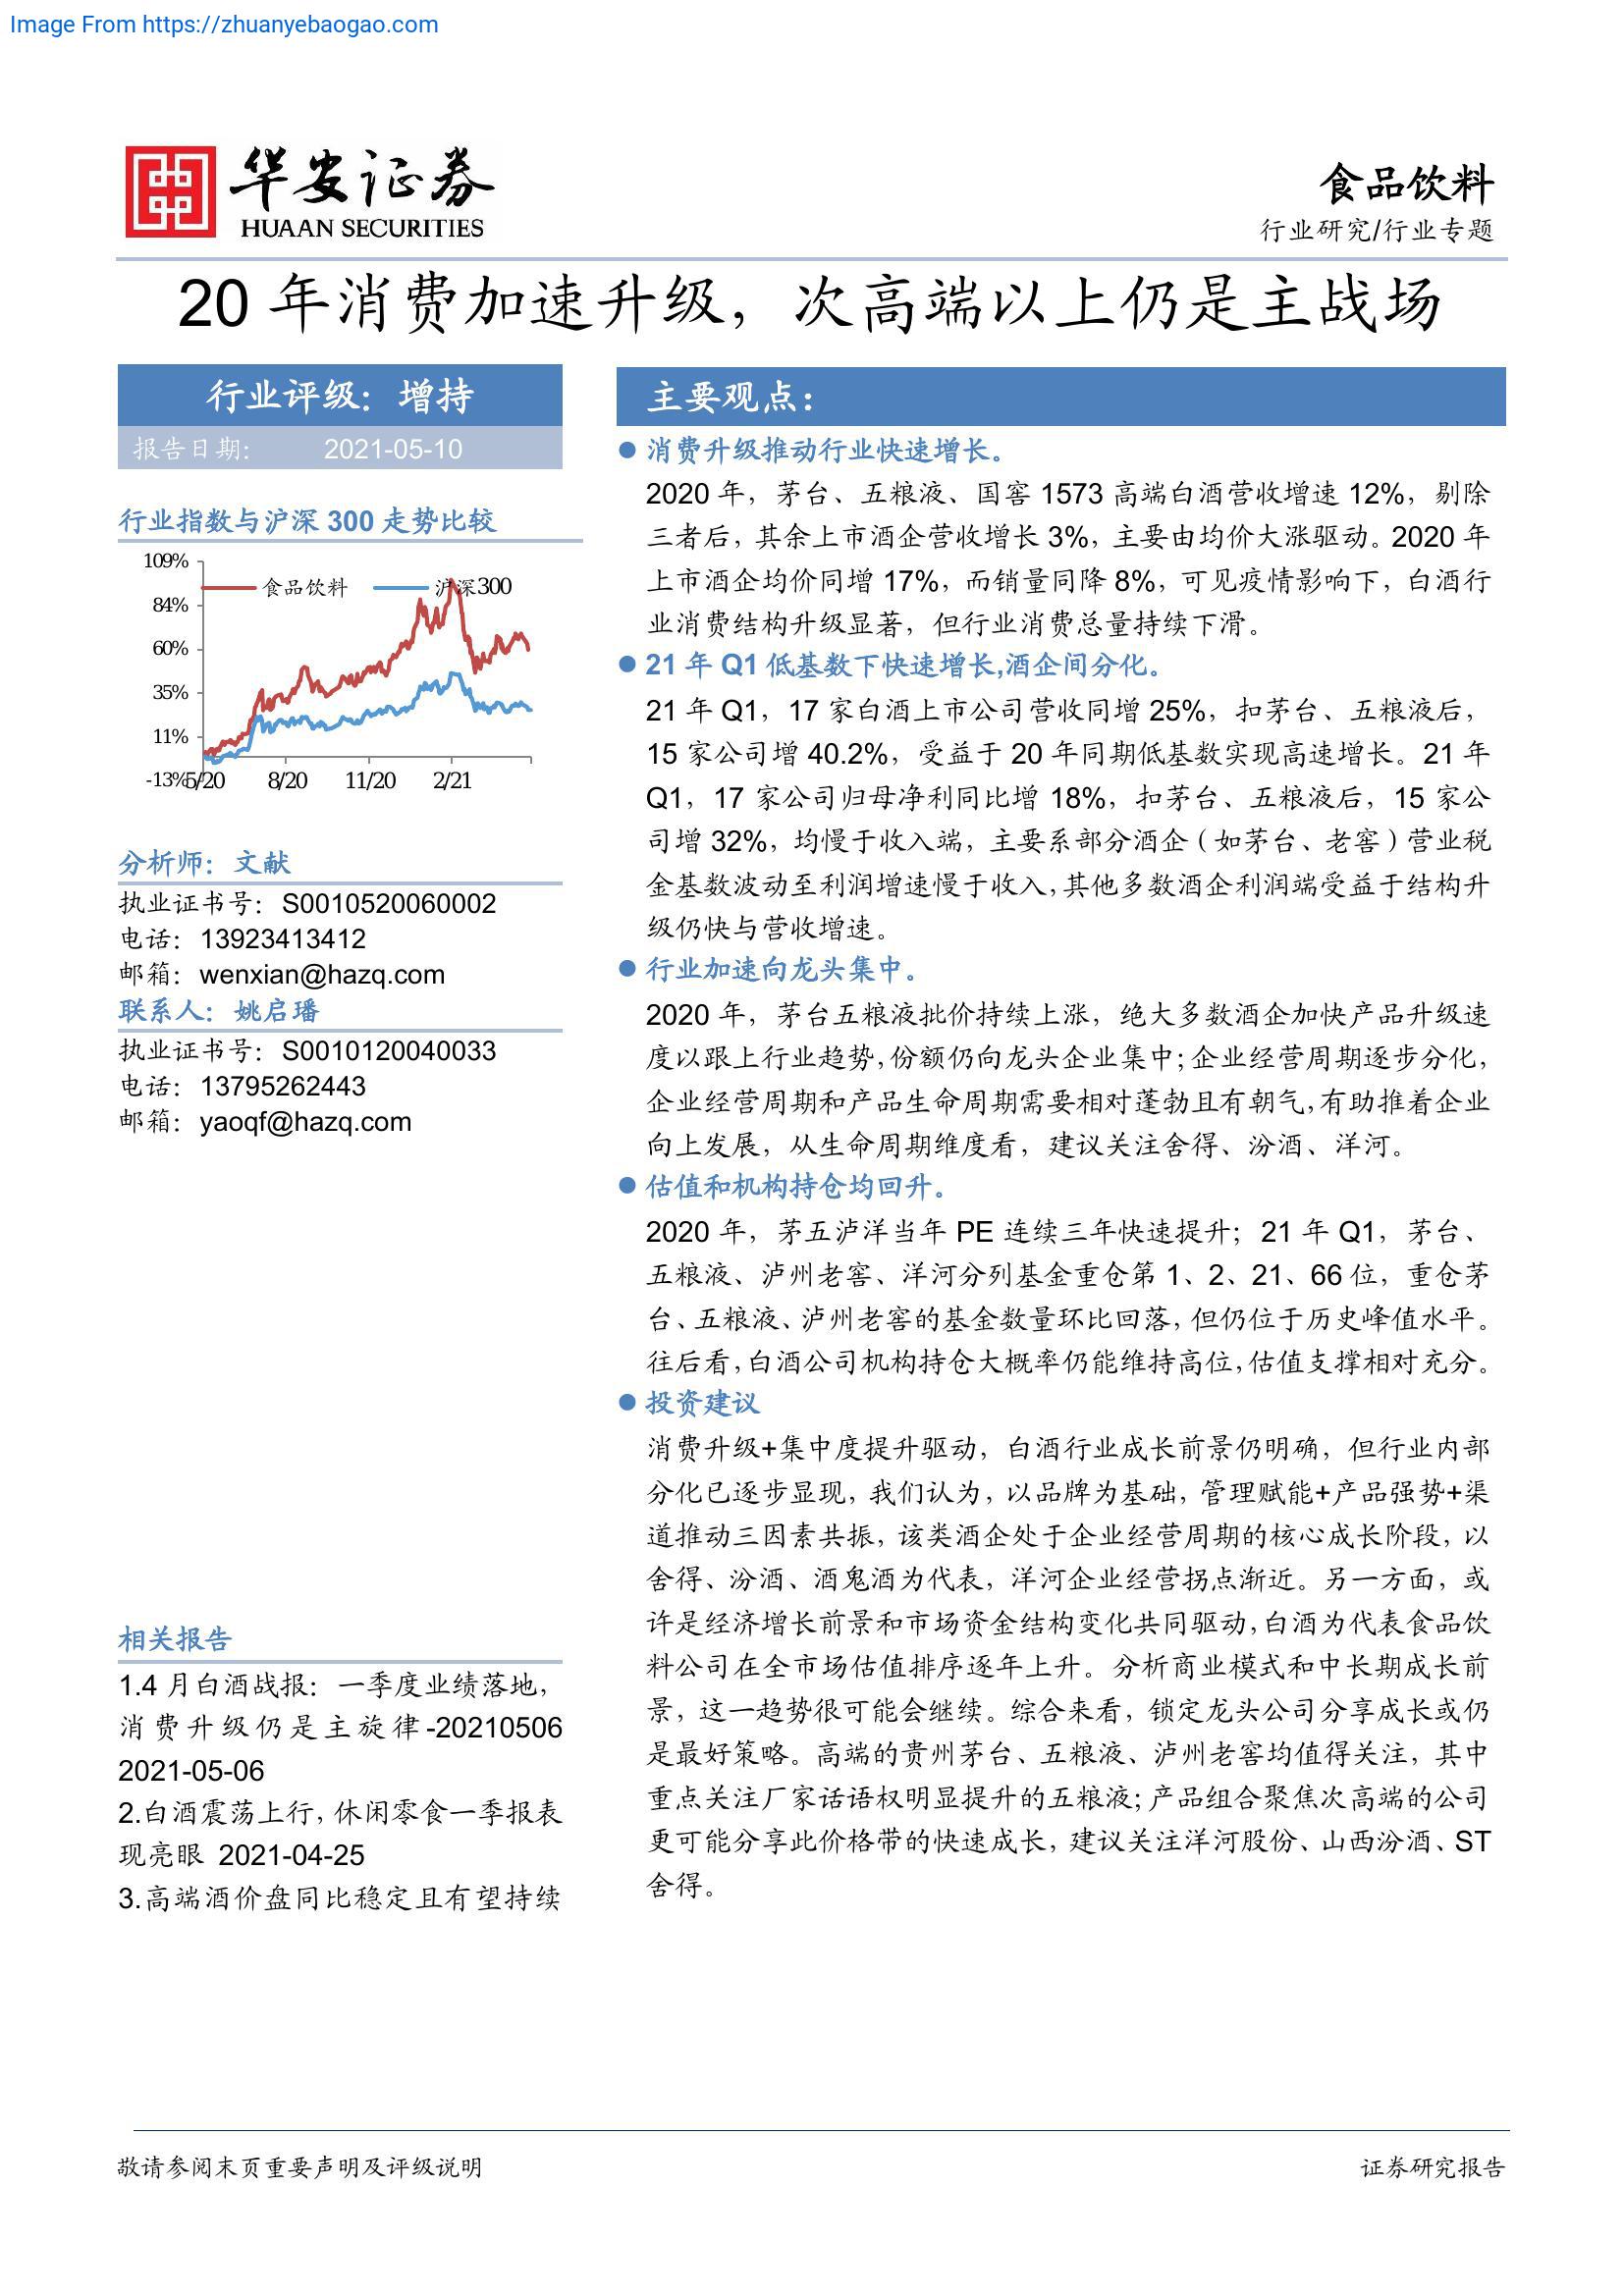 Image From https://zhuanyebaogao.com
华安证券
HUAAN SECURITIES
食品饮料
行业研究/行业专题
20 年消费加速升级，次高端以上仍是主战场
行业评级：增持
报告日期： 2021-05-10
行业指数与沪深 300 走势比较
109%
食品饮料 沪深300
84%
60%
35%
11%
-13%
5/20 8/20 11/20 2/21
分析师：文献
执业证书号：S0010520060002
电话：13923413412
邮箱：wenxian@hazq.com
联系人：姚启璠
执业证书号：S0010120040033
电话：13795262443
邮箱：yaoqf@hazq.com
相关报告
1.4 月白酒战报：一季度业绩落地，
消费升级仍是主旋律-20210506
2021-05-06
2.白酒震荡上行，休闲零食一季报表
现亮眼 2021-04-25
3.高端酒价盘同比稳定且有望持续
主要观点：
● 消费升级推动行业快速增长。
2020 年，茅台、五粮液、国窖 1573 高端白酒营收增速 12%，剔除
三者后，其余上市酒企营收增长 3%，主要由均价大涨驱动。2020 年
上市酒企均价同增 17%，而销量同降 8%，可见疫情影响下，白酒行
业消费结构升级显著，但行业消费总量持续下滑。
● 21 年 Q1 低基数下快速增长,酒企间分化。
21 年 Q1，17 家白酒上市公司营收同增 25%，扣茅台、五粮液后，
15 家公司增 40.2%，受益于 20 年同期低基数实现高速增长。21 年
Q1，17 家公司归母净利同比增 18%，扣茅台、五粮液后，15 家公
司增 32%，均慢于收入端，主要系部分酒企（如茅台、老窖）营业税
金基数波动至利润增速慢于收入，其他多数酒企利润端受益于结构升
级仍快与营收增速。
● 行业加速向龙头集中。
2020 年，茅台五粮液批价持续上涨，绝大多数酒企加快产品升级速
度以跟上行业趋势，份额仍向龙头企业集中；企业经营周期逐步分化，
企业经营周期和产品生命周期需要相对蓬勃且有朝气，有助推着企业
向上发展，从生命周期维度看，建议关注舍得、汾酒、洋河。
● 估值和机构持仓均回升。
2020 年，茅五泸洋当年 PE 连续三年快速提升；21 年 Q1，茅台、
五粮液、泸州老窖、洋河分列基金重仓第 1、2、21、66 位，重仓茅
台、五粮液、泸州老窖的基金数量环比回落，但仍位于历史峰值水平。
往后看，白酒公司机构持仓大概率仍能维持高位，估值支撑相对充分。
● 投资建议
消费升级+集中度提升驱动，白酒行业成长前景仍明确，但行业内部
分化已逐步显现，我们认为，以品牌为基础，管理赋能+产品强势+渠
道推动三因素共振，该类酒企处于企业经营周期的核心成长阶段，以
舍得、汾酒、酒鬼酒为代表，洋河企业经营拐点渐近。另一方面，或
许是经济增长前景和市场资金结构变化共同驱动，白酒为代表食品饮
料公司在全市场估值排序逐年上升。分析商业模式和中长期成长前
景，这一趋势很可能会继续。综合来看，锁定龙头公司分享成长或仍
是最好策略。高端的贵州茅台、五粮液、泸州老窖均值得关注，其中
重点关注厂家话语权明显提升的五粮液；产品组合聚焦次高端的公司
更可能分享此价格带的快速成长，建议关注洋河股份、山西汾酒、ST
舍得。
敬请参阅末页重要声明及评级说明
证券研究报告